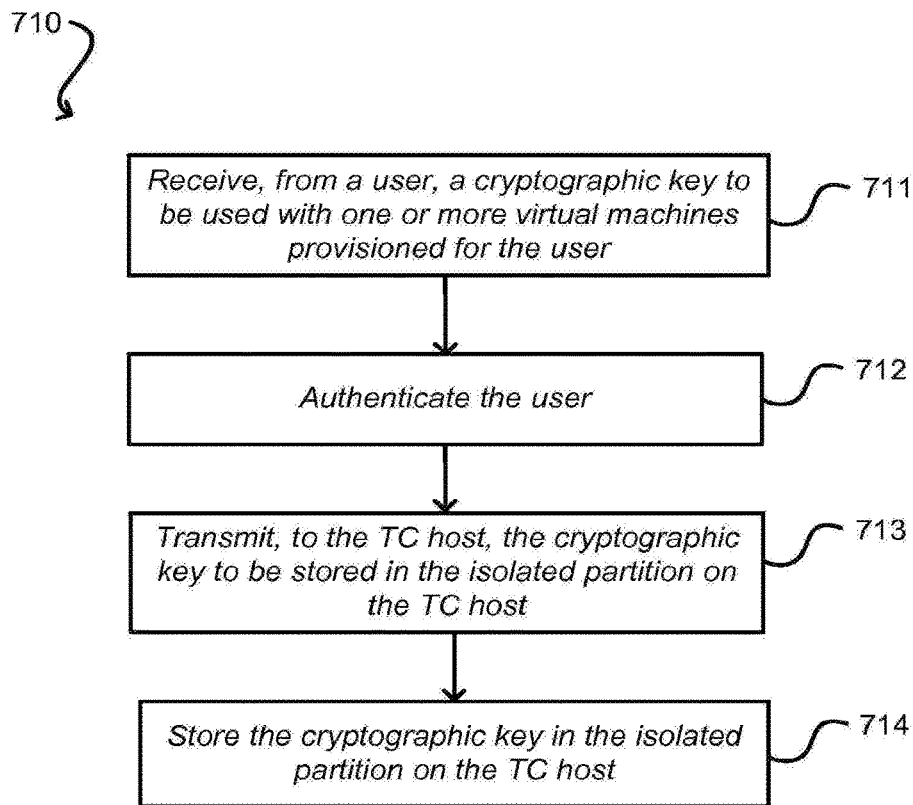 710
Receive, from a user, a cryptographic key to
be used with one or more virtual machines
provisioned for the user
711
Authenticate the user
712
Transmit, to the TC host, the cryptographic
key to be stored in the isolated partition on
the TC host
713
Store the cryptographic key in the isolated
partition on the TC host
714